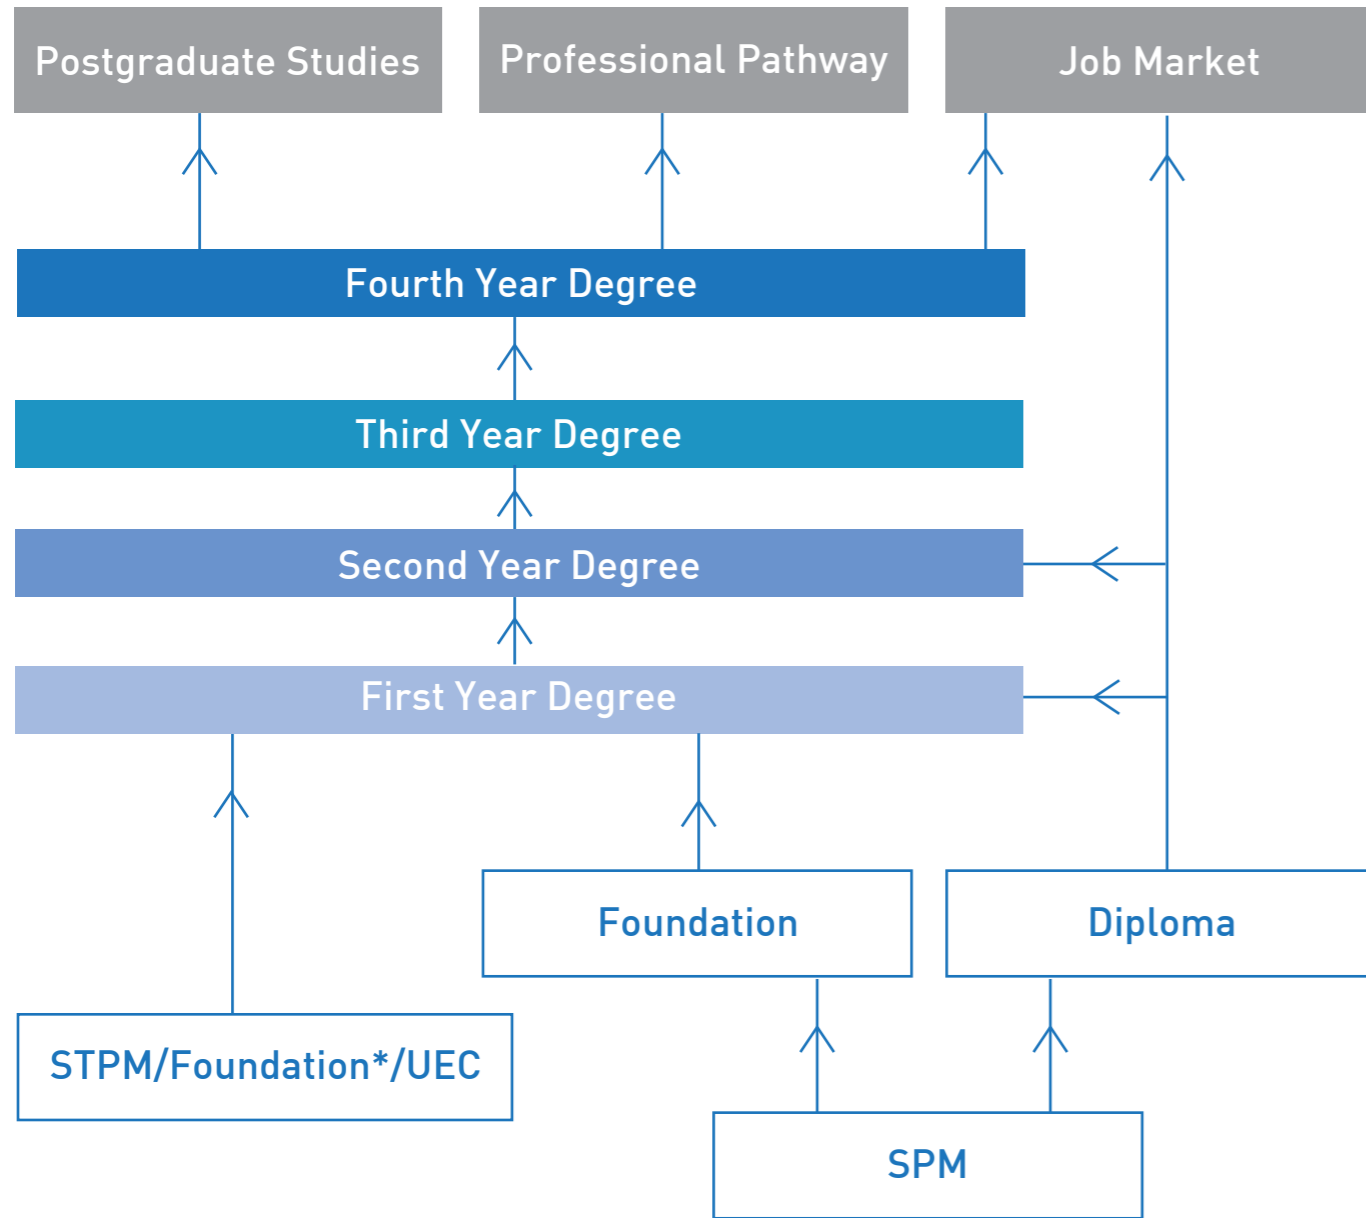 Postgraduate Studies
Professional Pathway
Job Market
Fourth Year Degree
Third Year Degree
Second Year Degree
First Year Degree
Foundation
Diploma
STPM/Foundation*/UEC
SPM